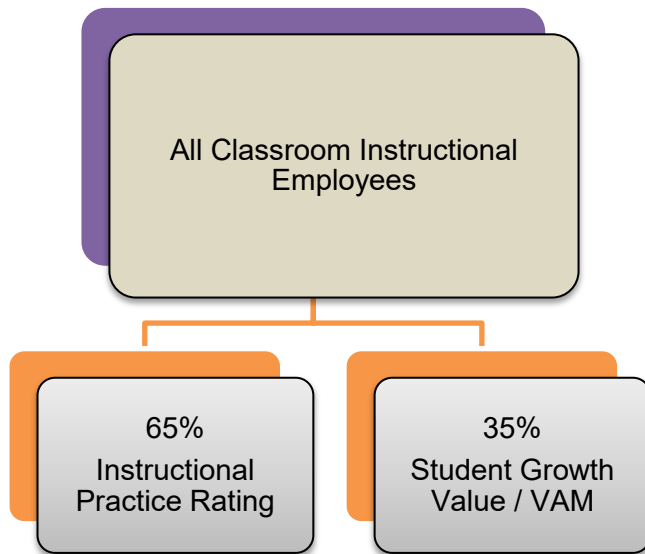 All Classroom Instructional
Employees
65%
Instructional
Practice Rating
35%
Student Growth
Value / VAM